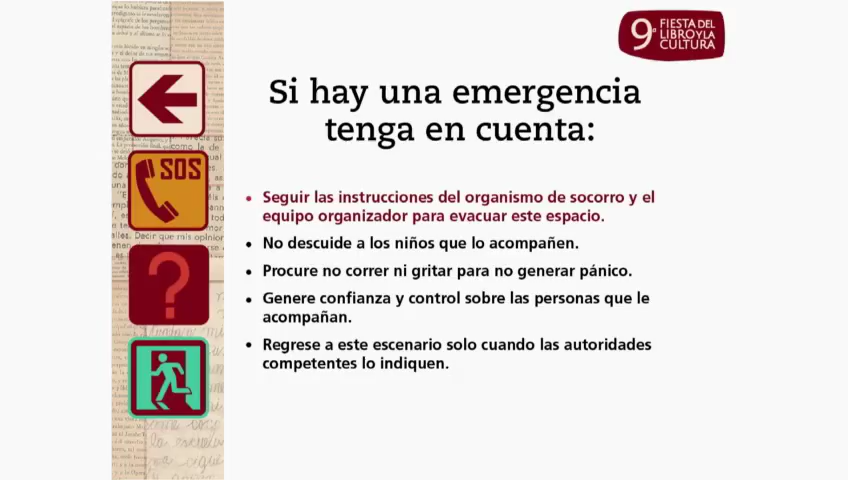 9ª FIESTA DEL
LIBRO Y LA
CULTURA
Si hay una emergencia
tenga en cuenta:
SOS
?
• Seguir las instrucciones del organismo de socorro y el
equipo organizador para evacuar este espacio.
• No descuide a los niños que lo acompañen.
• Procure no correr ni gritar para no generar pánico.
• Genere confianza y control sobre las personas que le
acompañan.
• Regrese a este escenario solo cuando las autoridades
competentes lo indiquen.